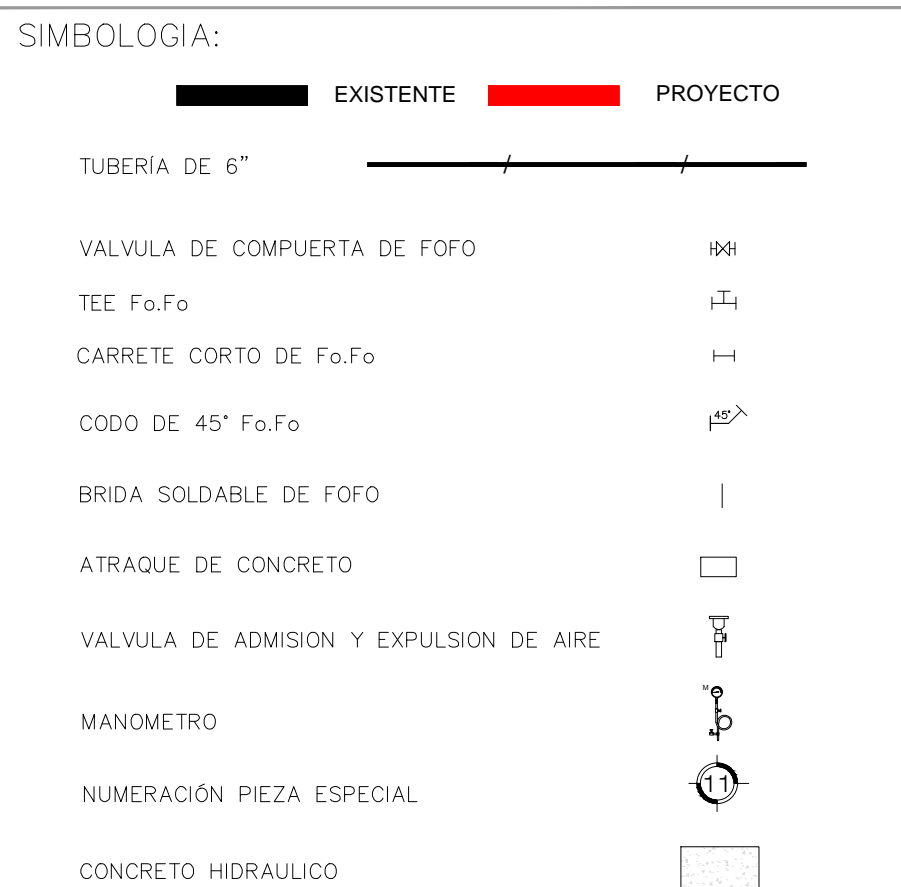 SIMBOLOGIA:
EXISTENTE PROYECTO
TUBERÍA DE 6”
VALVULA DE COMPUERTA DE FOFO
TEE Fo.Fo
CARRETE CORTO DE Fo.Fo
CODO DE 45° Fo.Fo 45°
BRIDA SOLDABLE DE FOFO
ATRAQUE DE CONCRETO
VALVULA DE ADMISION Y EXPULSION DE AIRE
MANOMETRO M
NUMERACIÓN PIEZA ESPECIAL 11
CONCRETO HIDRAULICO